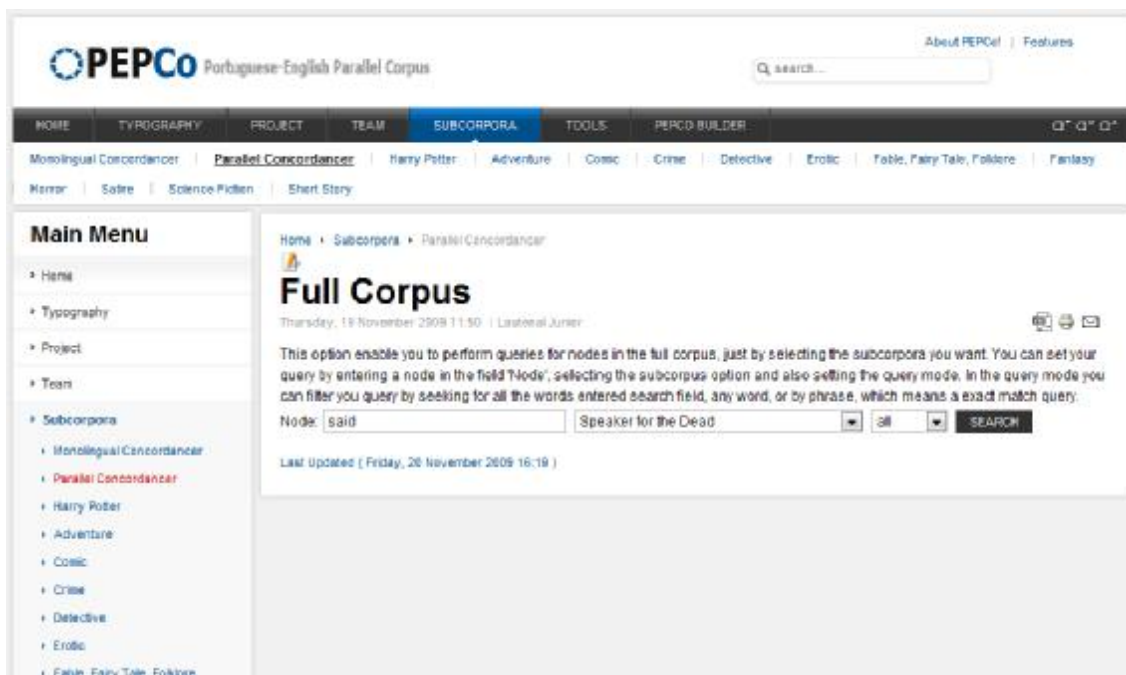 About PEPCo! | Features
PEPCo Portuguese-English Parallel Corpus
search...
HOME TYPOGRAPHY PROJECT TEAM SUBCORPORA TOOLS PEPCO BUILDER
Monolingual Concordancer | Parallel Concordancer | Harry Potter | Adventure | Comic | Crime | Detective | Erotic | Fable, Fairy Tale, Folklore | Fantasy
Horror | Satire | Science Fiction | Short Story
Main Menu
Home
Typography
Project
Team
Subcorpora
Monolingual Concordancer
Parallel Concordancer
Harry Potter
Adventure
Comic
Crime
Detective
Erotic
Fable, Fairy Tale, Folklore
Home Subcorpora Parallel Concordancer
Full Corpus
Thursday, 19 November 2009 11:50 | Junior
This option enable you to perform queries for nodes in the full corpus, just by selecting the subcorpora you want. You can set your
query by entering a node in the field 'Node', selecting the subcorpus option and also setting the query mode. In the query mode you
can filter you query by seeking for all the words entered search field, any word, or by phrase, which means a exact match query.
Node: said Speaker for the Dead all SEARCH
Last Updated ( Friday, 20 November 2009 16:19 )